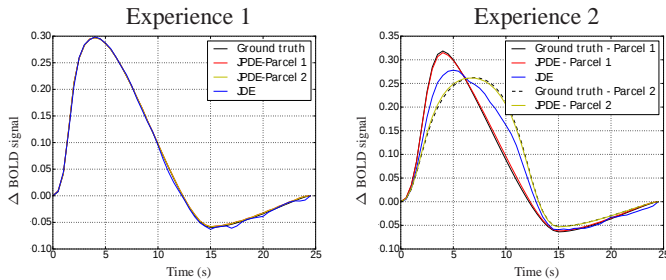 Experience 1
0.30
0.25
0.20
0.15
0.10
0.05
0.00
0.05
0.10
0 5 10 15 20 25
Δ BOLD signal
Time (s)
Ground truth
JPDE-Parcel 1
JPDE-Parcel 2
JDE
Experience 2
0.35
0.30
0.25
0.20
0.15
0.10
0.05
0.00
0.05
0.10
0 5 10 15 20 25
Δ BOLD signal
Time (s)
Ground truth - Parcel 1
JPDE - Parcel 1
JDE
Ground truth - Parcel 2
JPDE - Parcel 2